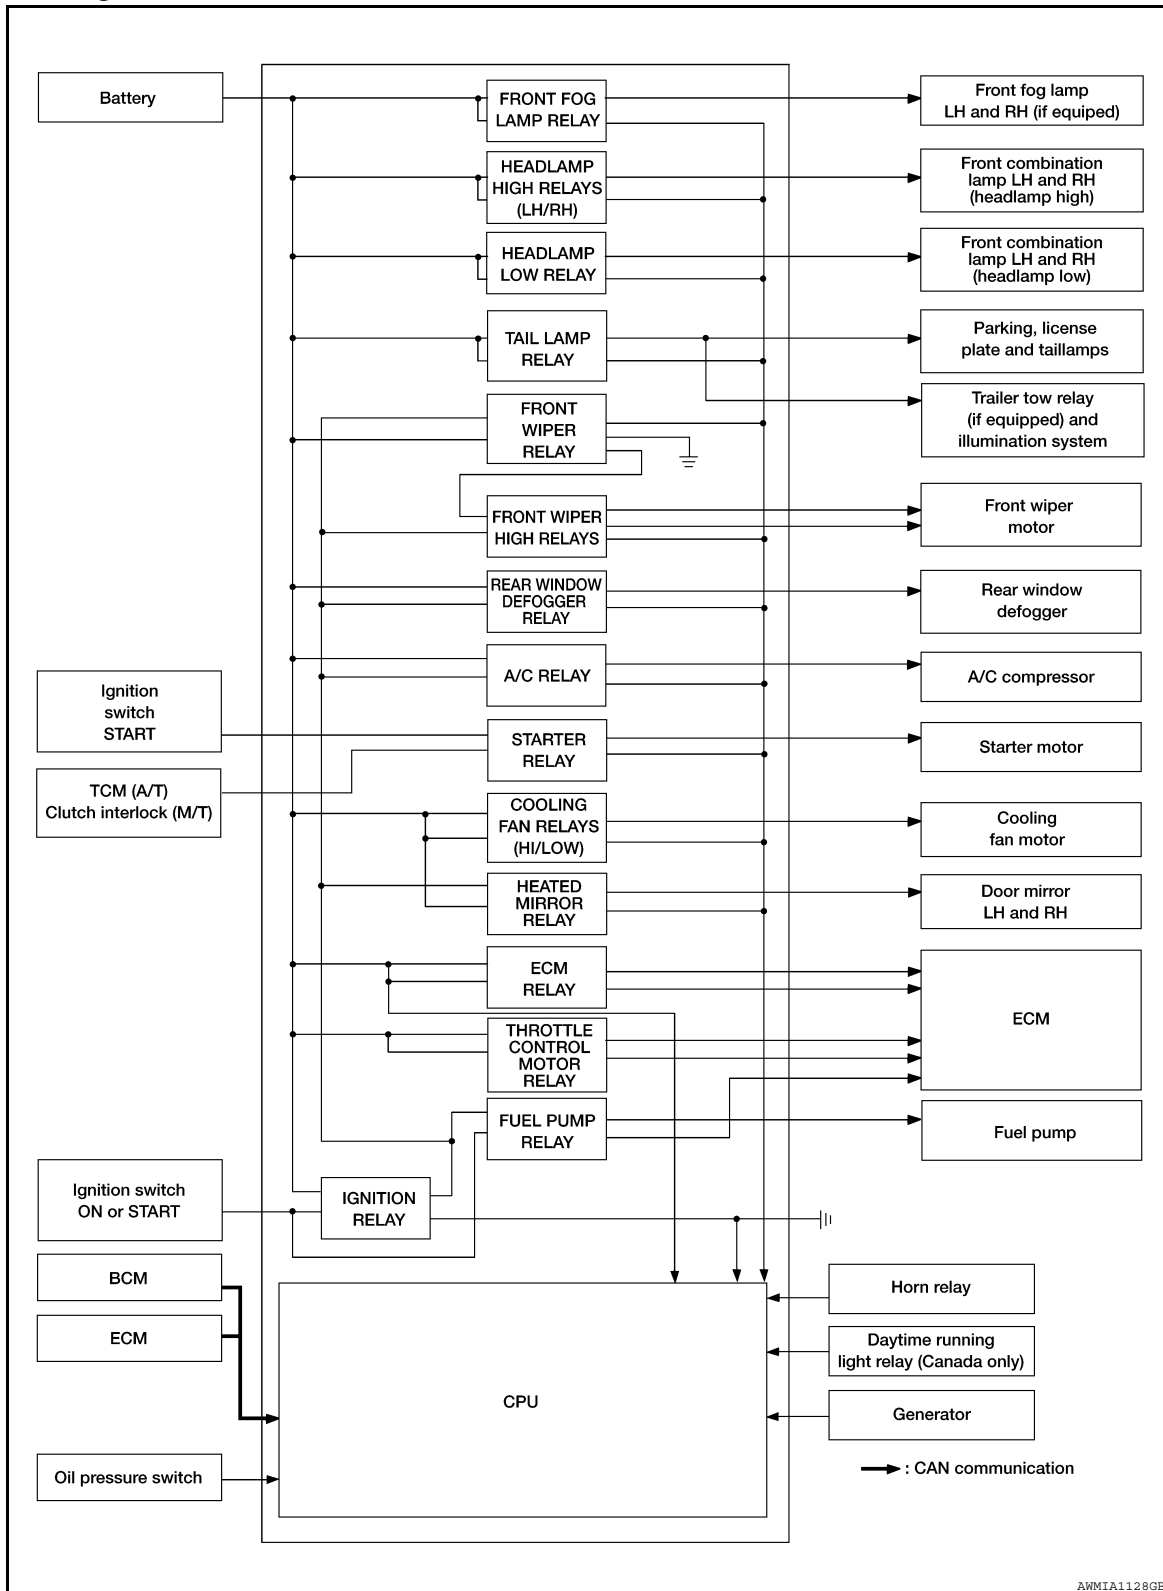 Battery
FRONT FOG
LAMP RELAY
Front fog lamp
LH and RH (if equiped)
HEADLAMP
HIGH RELAYS
(LH/RH)
Front combination
lamp LH and RH
(headlamp high)
HEADLAMP
LOW RELAY
Front combination
lamp LH and RH
(headlamp low)
TAIL LAMP
RELAY
Parking, license
plate and taillamps
FRONT
WIPER
RELAY
Trailer tow relay
(if equipped) and
illumination system
FRONT WIPER
HIGH RELAYS
Front wiper
motor
REAR WINDOW
DEFOGGER
RELAY
Rear window
defogger
A/C RELAY
A/C compressor
Ignition
switch
START
STARTER
RELAY
Starter motor
TCM (A/T)
Clutch interlock (M/T)
COOLING
FAN RELAYS
(HI/LOW)
Cooling
fan motor
HEATED
MIRROR
RELAY
Door mirror
LH and RH
ECM
RELAY
ECM
THROTTLE
CONTROL
MOTOR
RELAY
FUEL PUMP
RELAY
Fuel pump
Ignition switch
ON or START
IGNITION
RELAY
BCM
ECM
Horn relay
Daytime running
light relay (Canada only)
CPU
Generator
Oil pressure switch
: CAN communication